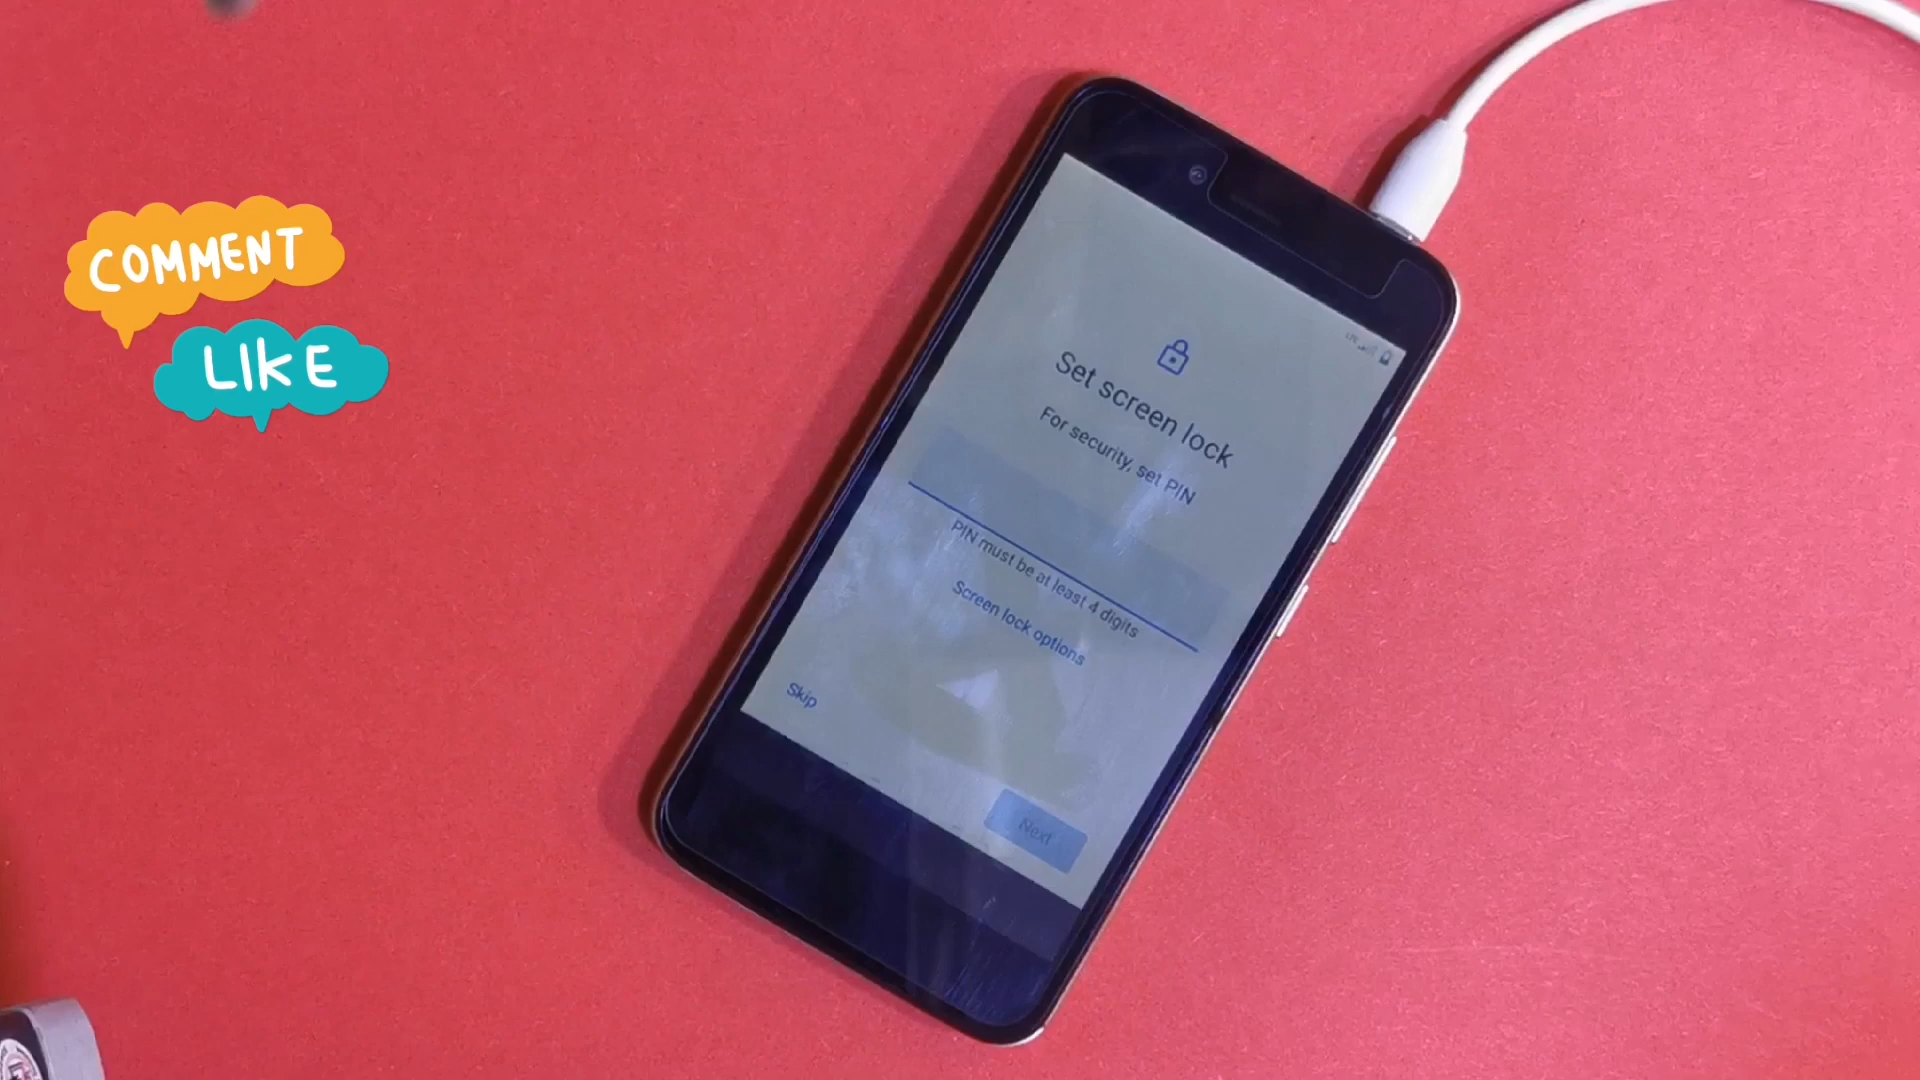 COMMENT
LIKE
LTE
Set screen lock
For security, set PIN
PIN must be at least 4 digits
Screen lock options
Skip
Next